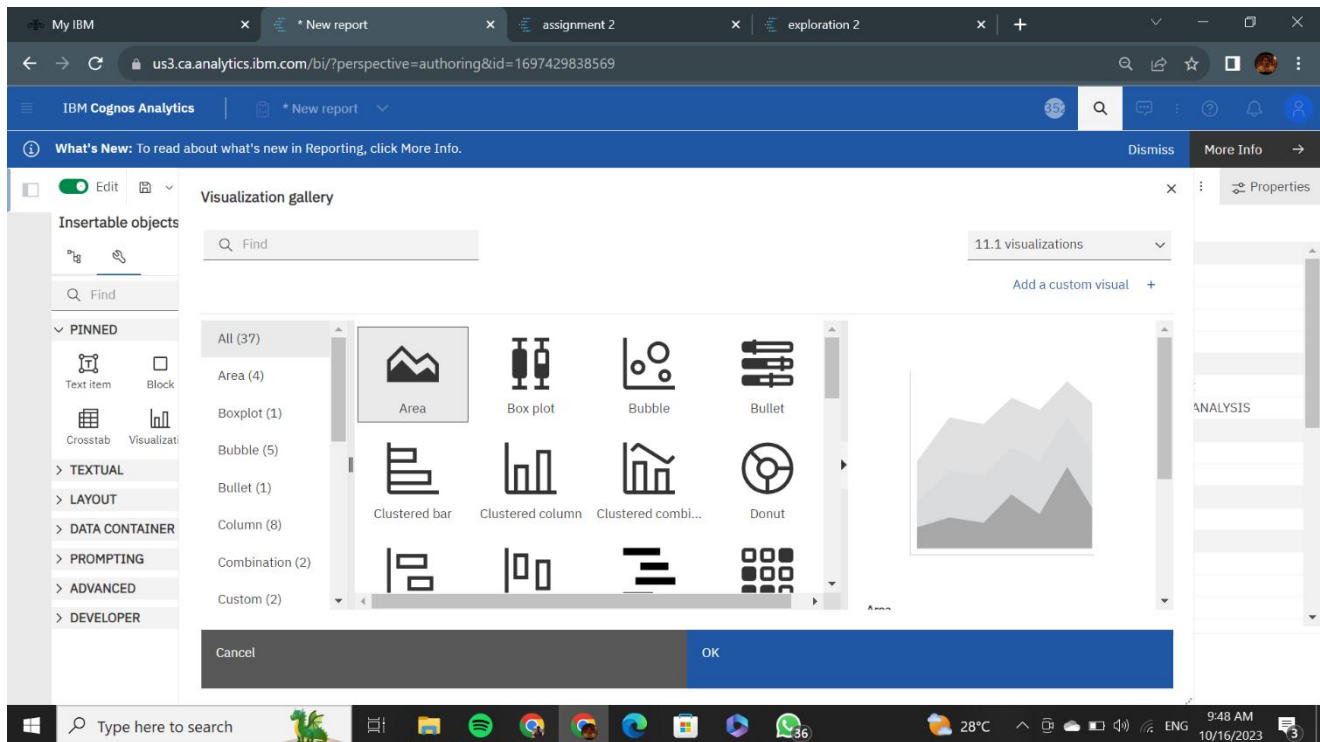 My IBM
* New report
assignment 2
exploration 2
us3.ca.analytics.ibm.com/bi/?perspective=authoring&id=1697429838569
IBM Cognos Analytics
* New report
What's New: To read about what's new in Reporting, click More Info.
Dismiss
More Info
Edit
Visualization gallery
Properties
Insertable objects
Find
11.1 visualizations
Add a custom visual +
Find
PINNED
Text item
Block
Crosstab
Visualizati
TEXTUAL
LAYOUT
DATA CONTAINER
PROMPTING
ADVANCED
DEVELOPER
All (37)
Area (4)
Boxplot (1)
Bubble (5)
Bullet (1)
Column (8)
Combination (2)
Custom (2)
Area
Box plot
Bubble
Bullet
Clustered bar
Clustered column
Clustered combi...
Donut
Area
ANALYSIS
Cancel
OK
Type here to search
36
28°C
ENG
9:48 AM
10/16/2023
3